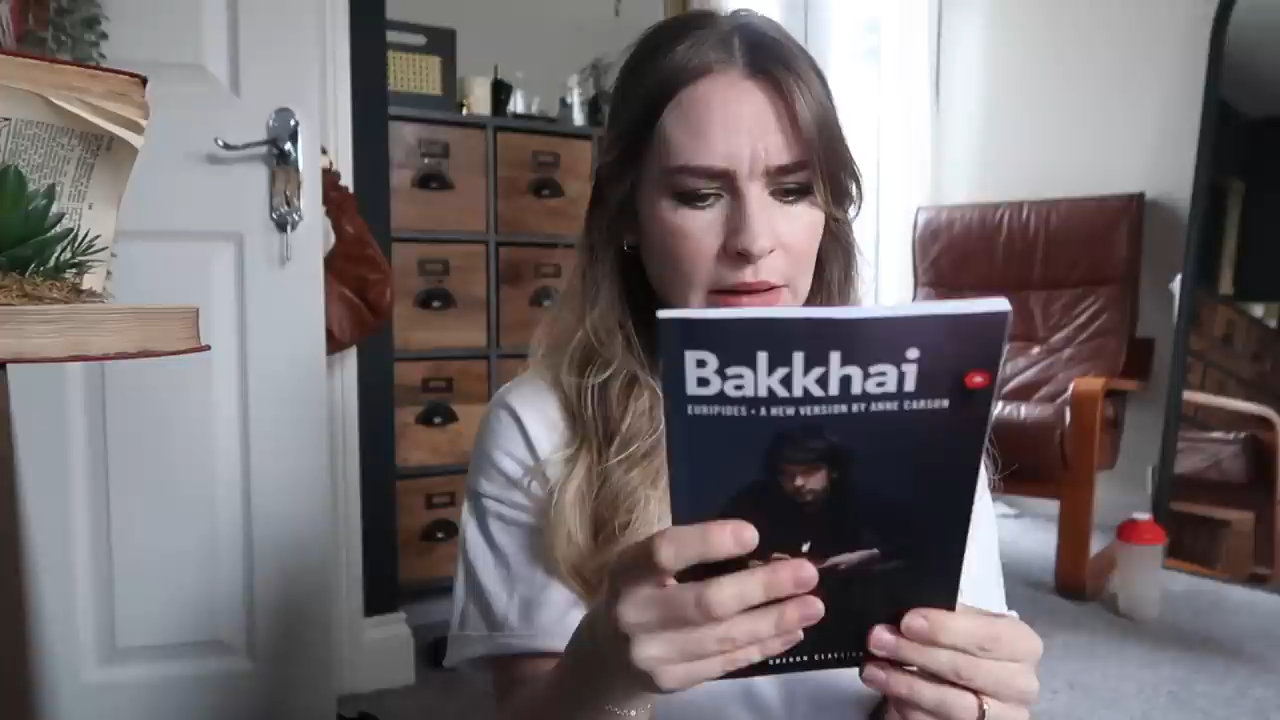 Bakkhai
EURIPIDES • A NEW VERSION BY ANNE CARSON
OBERON CLASSICS